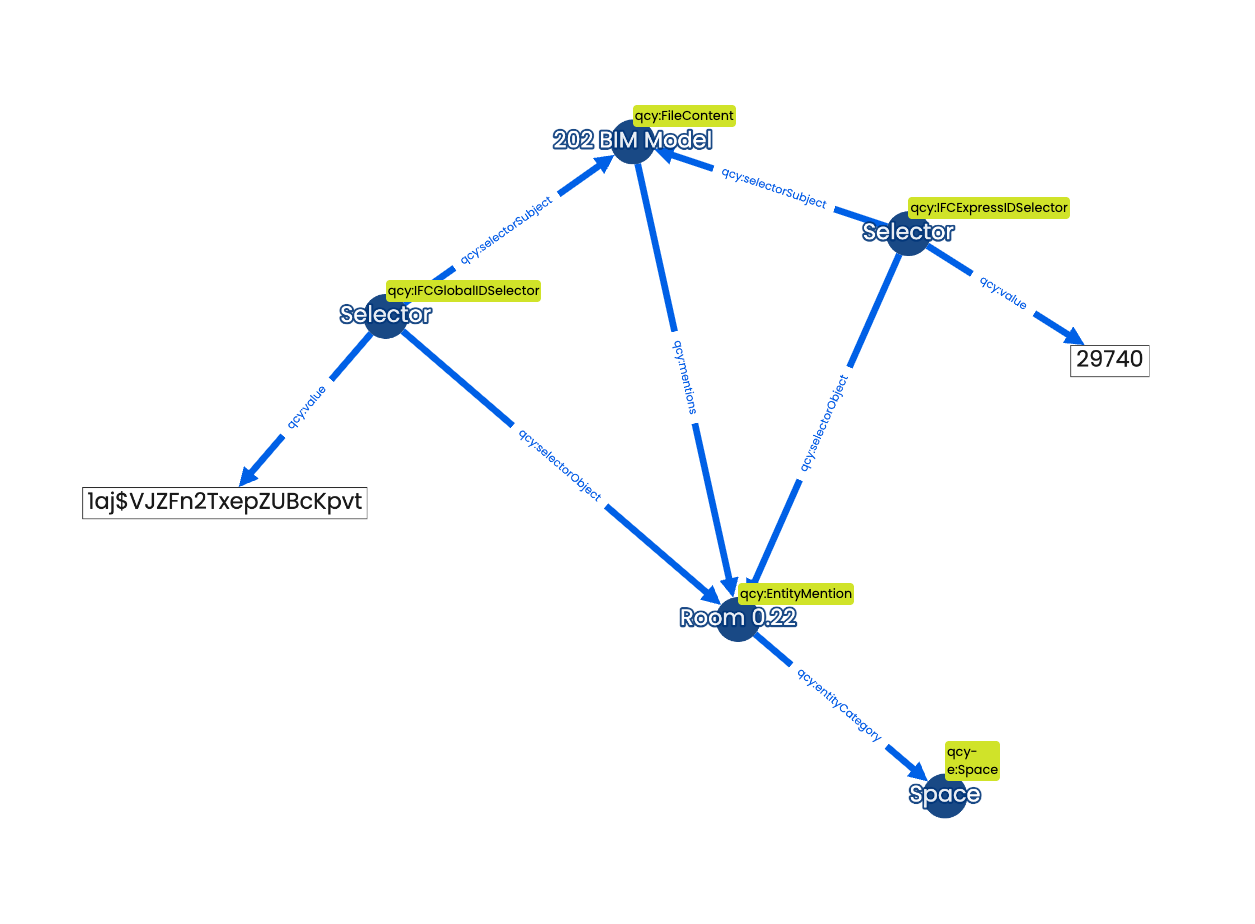 qcy:FileContent
202 BIM Model
qcy:selectorSubject
qcy:selectorSubject
qcy:IFCExpressIDSelector
Selector
qcy:IFCGlobalIDSelector
Selector
qcy:value
29740
qcy:mentions
qcy:value
qcy:selectorObject
qcy:selectorObject
1aj$VJZFn2TxepZUBcKpvt
qcy:EntityMention
Room 0.22
qcy:entityCategory
qcy-
e:Space
Space